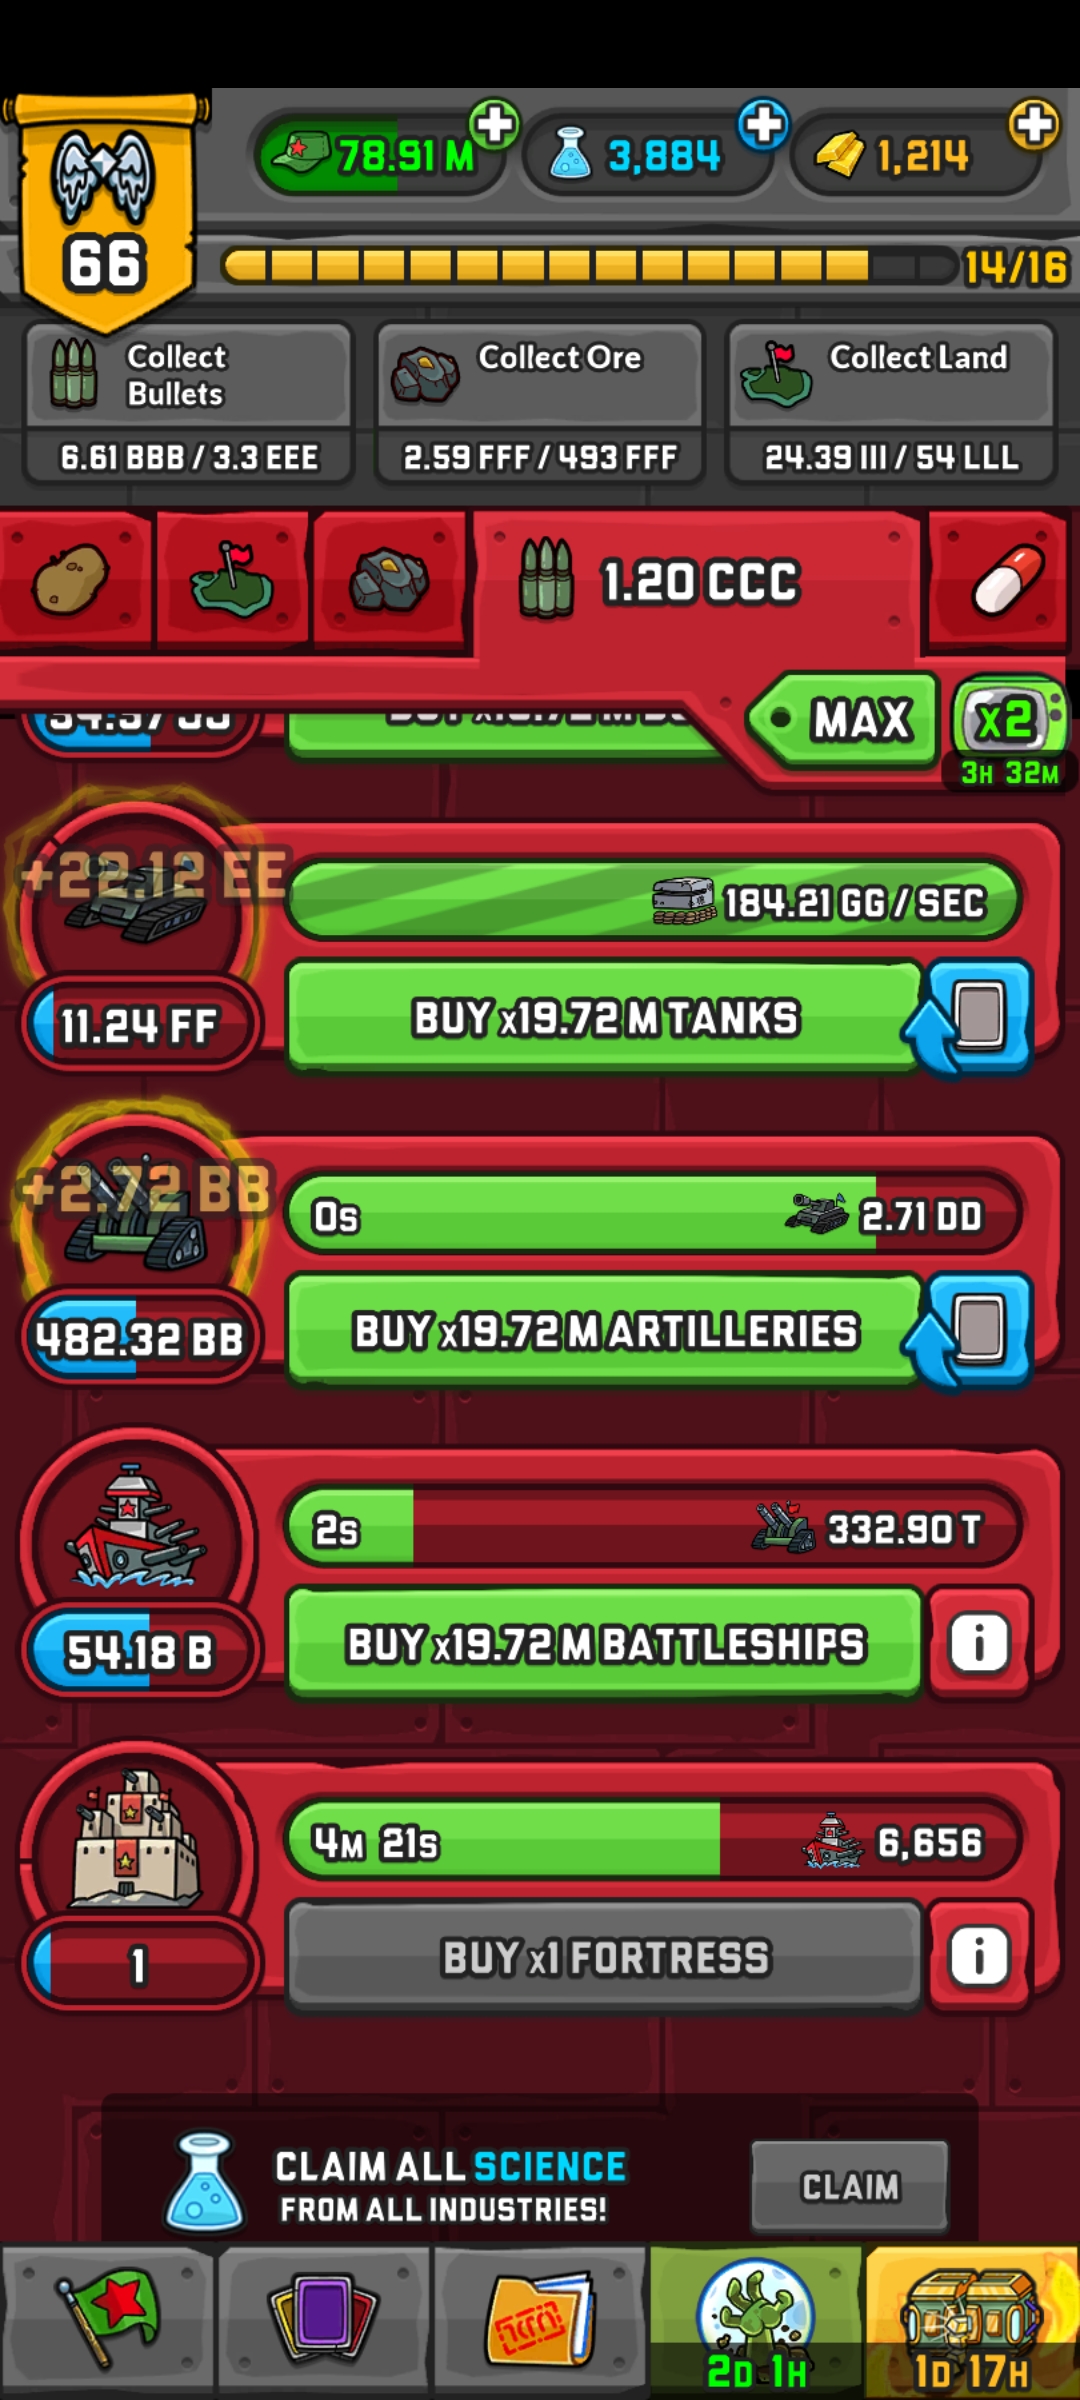 78.91 M
3,884
1,214
66
14/16
Collect
Bullets
Collect Ore
Collect Land
6.61 BBB / 3.3 EEE
2.59 FFF / 493 FFF
24.39 III / 54 LLL
1.20 CCC
MAX
x2
3H 32M
+22.12 EE
184.21 GG / SEC
11.24 FF
BUY x19.72 M TANKS
+2.72 BB
0s
2.71 DD
482.32 BB
BUY x19.72 M ARTILLERIES
2s
332.90 T
54.18 B
BUY x19.72 M BATTLESHIPS
i
4M 21s
6,656
1
BUY x1 FORTRESS
i
CLAIM ALL SCIENCE
FROM ALL INDUSTRIES!
CLAIM
2D 1H
1D 17H